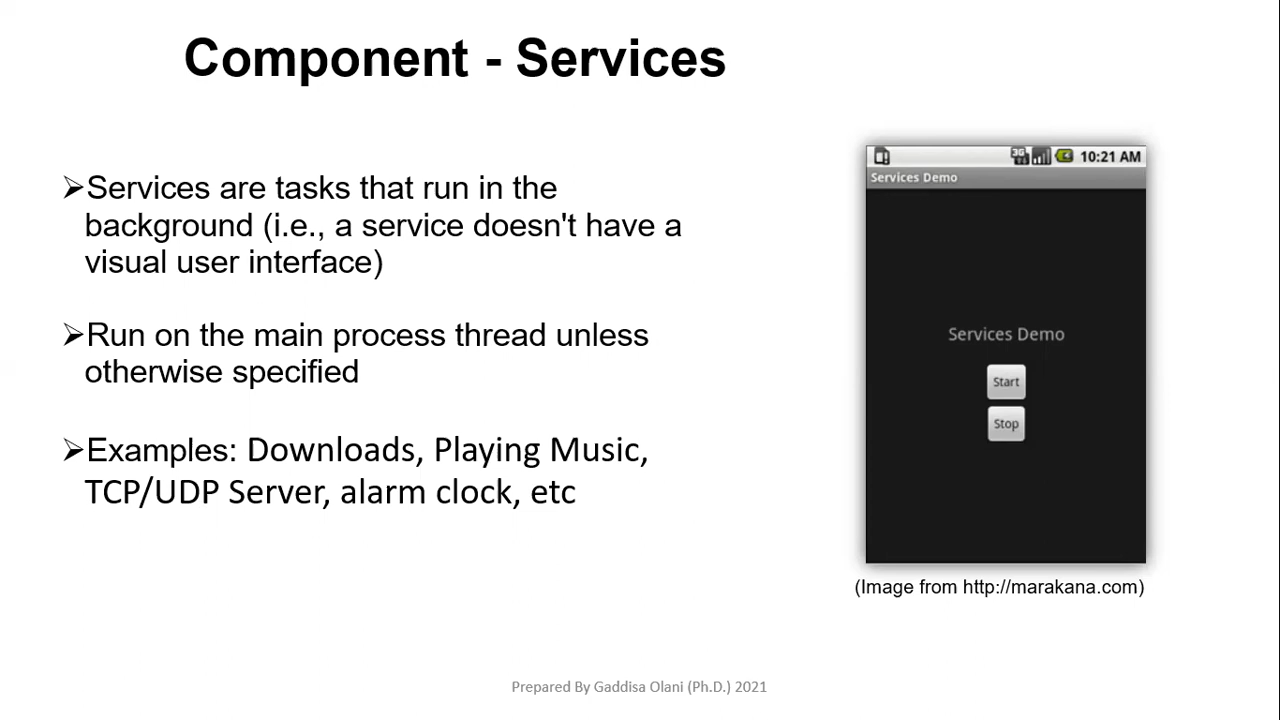 Component - Services
➢Services are tasks that run in the
background (i.e., a service doesn't have a
visual user interface)
➢Run on the main process thread unless
otherwise specified
➢Examples: Downloads, Playing Music,
TCP/UDP Server, alarm clock, etc
3G 10:21 AM
Services Demo
Services Demo
Start
Stop
(Image from http://marakana.com)
Prepared By Gaddisa Olani (Ph.D.) 2021